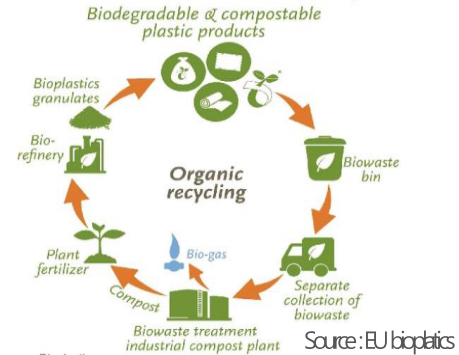 Biodegradable & compostable
plastic products
Biowaste
bin
Separate
collection of
biowaste
Biowaste treatment
industrial compost plant
Bio-gas
Compost
Plant
fertilizer
Bio-
refinery
Bioplastics
granulates
Organic
recycling
Source : EU bioplatics